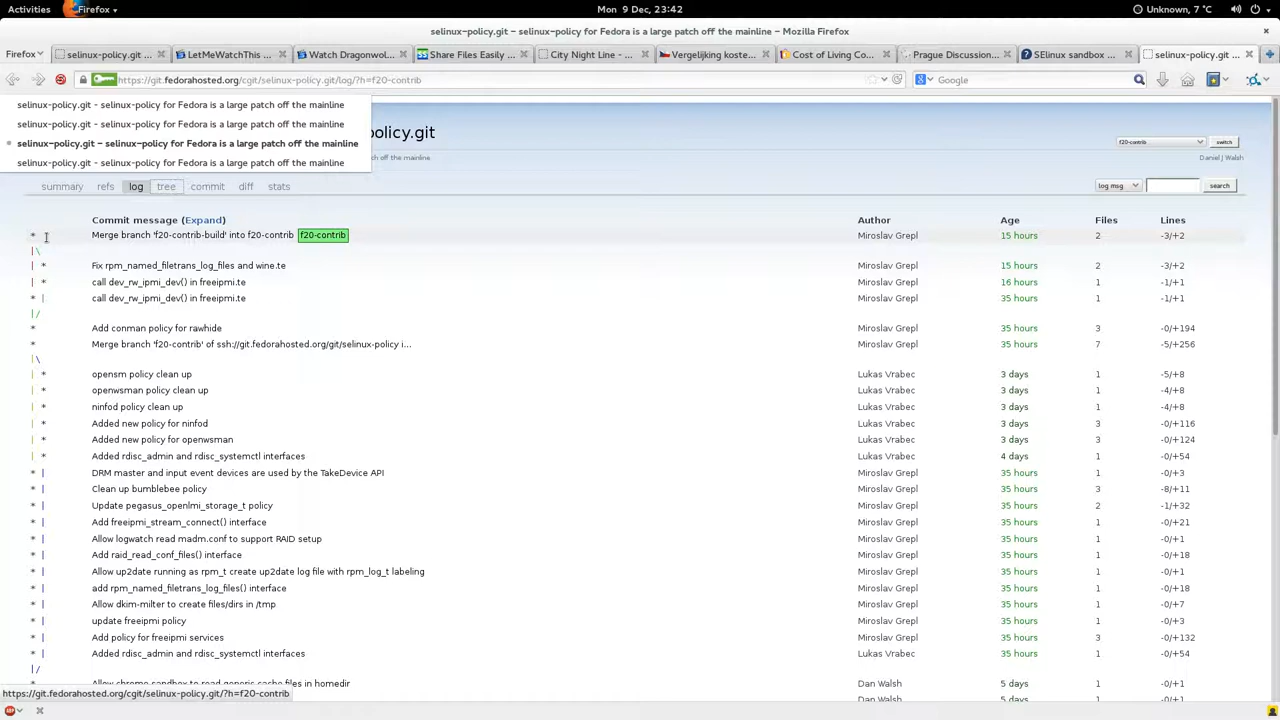 Activities Firefox Mon 9 Dec, 23:42 Unknown, 7 °C
selinux-policy.git – selinux-policy for Fedora is a large patch off the mainline – Mozilla Firefox
Firefox selinux-policy.git ... LetMeWatchThis ... Watch Dragonwol... Share Files Easily ... City Night Line - ... Vergelijking koste... Cost of Living Co... Prague Discussion... SElinux sandbox ... selinux-policy.git ...
https://git.fedorahosted.org/cgit/selinux-policy.git/log/?h=f20-contrib Google
selinux-policy.git - selinux-policy for Fedora is a large patch off the mainline
selinux-policy.git - selinux-policy for Fedora is a large patch off the mainline
selinux-policy.git – selinux-policy for Fedora is a large patch off the mainline
selinux-policy.git - selinux-policy for Fedora is a large patch off the mainline
policy.git
f20-contrib switch
ch off the mainline. Daniel J Walsh
summary refs log tree commit diff stats log msg search
Commit message (Expand) Author Age Files Lines
* Merge branch 'f20-contrib-build' into f20-contrib f20-contrib Miroslav Grepl 15 hours 2 -3/+2
|\
| * Fix rpm_named_filetrans_log_files and wine.te Miroslav Grepl 15 hours 2 -3/+2
| * call dev_rw_ipmi_dev() in freeipmi.te Miroslav Grepl 16 hours 1 -1/+1
* | call dev_rw_ipmi_dev() in freeipmi.te Miroslav Grepl 35 hours 1 -1/+1
|/
* Add conman policy for rawhide Miroslav Grepl 35 hours 3 -0/+194
* Merge branch 'f20-contrib' of ssh://git.fedorahosted.org/git/selinux-policy i... Miroslav Grepl 35 hours 7 -5/+256
|\
| * opensm policy clean up Lukas Vrabec 3 days 1 -5/+8
| * openwsman policy clean up Lukas Vrabec 3 days 1 -4/+8
| * ninfod policy clean up Lukas Vrabec 3 days 1 -4/+8
| * Added new policy for ninfod Lukas Vrabec 3 days 3 -0/+116
| * Added new policy for openwsman Lukas Vrabec 3 days 3 -0/+124
| * Added rdisc_admin and rdisc_systemctl interfaces Lukas Vrabec 4 days 1 -0/+54
* | DRM master and input event devices are used by the TakeDevice API Miroslav Grepl 35 hours 1 -0/+3
* | Clean up bumblebee policy Miroslav Grepl 35 hours 3 -8/+11
* | Update pegasus_openlmi_storage_t policy Miroslav Grepl 35 hours 2 -1/+32
* | Add freeipmi_stream_connect() interface Miroslav Grepl 35 hours 1 -0/+21
* | Allow logwatch read madm.conf to support RAID setup Miroslav Grepl 35 hours 1 -0/+1
* | Add raid_read_conf_files() interface Miroslav Grepl 35 hours 1 -0/+18
* | Allow up2date running as rpm_t create up2date log file with rpm_log_t labeling Miroslav Grepl 35 hours 1 -0/+1
* | add rpm_named_filetrans_log_files() interface Miroslav Grepl 35 hours 1 -0/+18
* | Allow dkim-milter to create files/dirs in /tmp Miroslav Grepl 35 hours 1 -0/+7
* | update freeipmi policy Miroslav Grepl 35 hours 1 -0/+3
* | Add policy for freeipmi services Miroslav Grepl 35 hours 3 -0/+132
* | Added rdisc_admin and rdisc_systemctl interfaces Lukas Vrabec 35 hours 1 -0/+54
|/
Allow chrome sandbox to read generic cache files in homedir Dan Walsh 5 days 1 -0/+1
Dan Walsh 5 days 1 -0/+1
https://git.fedorahosted.org/cgit/selinux-policy.git/?h=f20-contrib